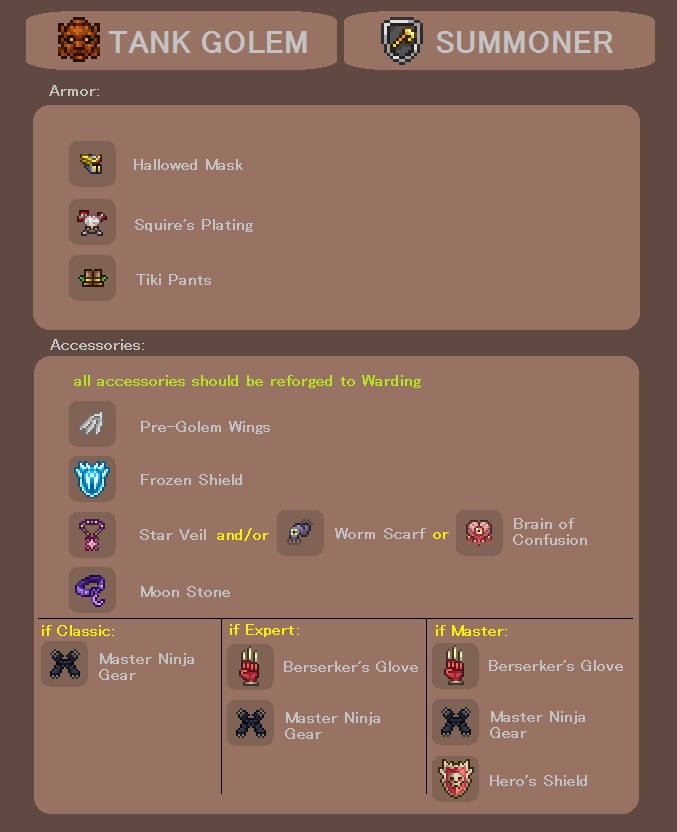 TANK GOLEM
SUMMONER
Armor:
Hallowed Mask
Squire's Plating
Tiki Pants
Accessories:
all accessories should be reforged to Warding
Pre-Golem Wings
Frozen Shield
Star Veil and/or Worm Scarf or Brain of
Confusion
Moon Stone
if Classic:
Master Ninja
Gear
if Expert:
Berserker's Glove
Master Ninja
Gear
if Master:
Berserker's Glove
Master Ninja
Gear
Hero's Shield